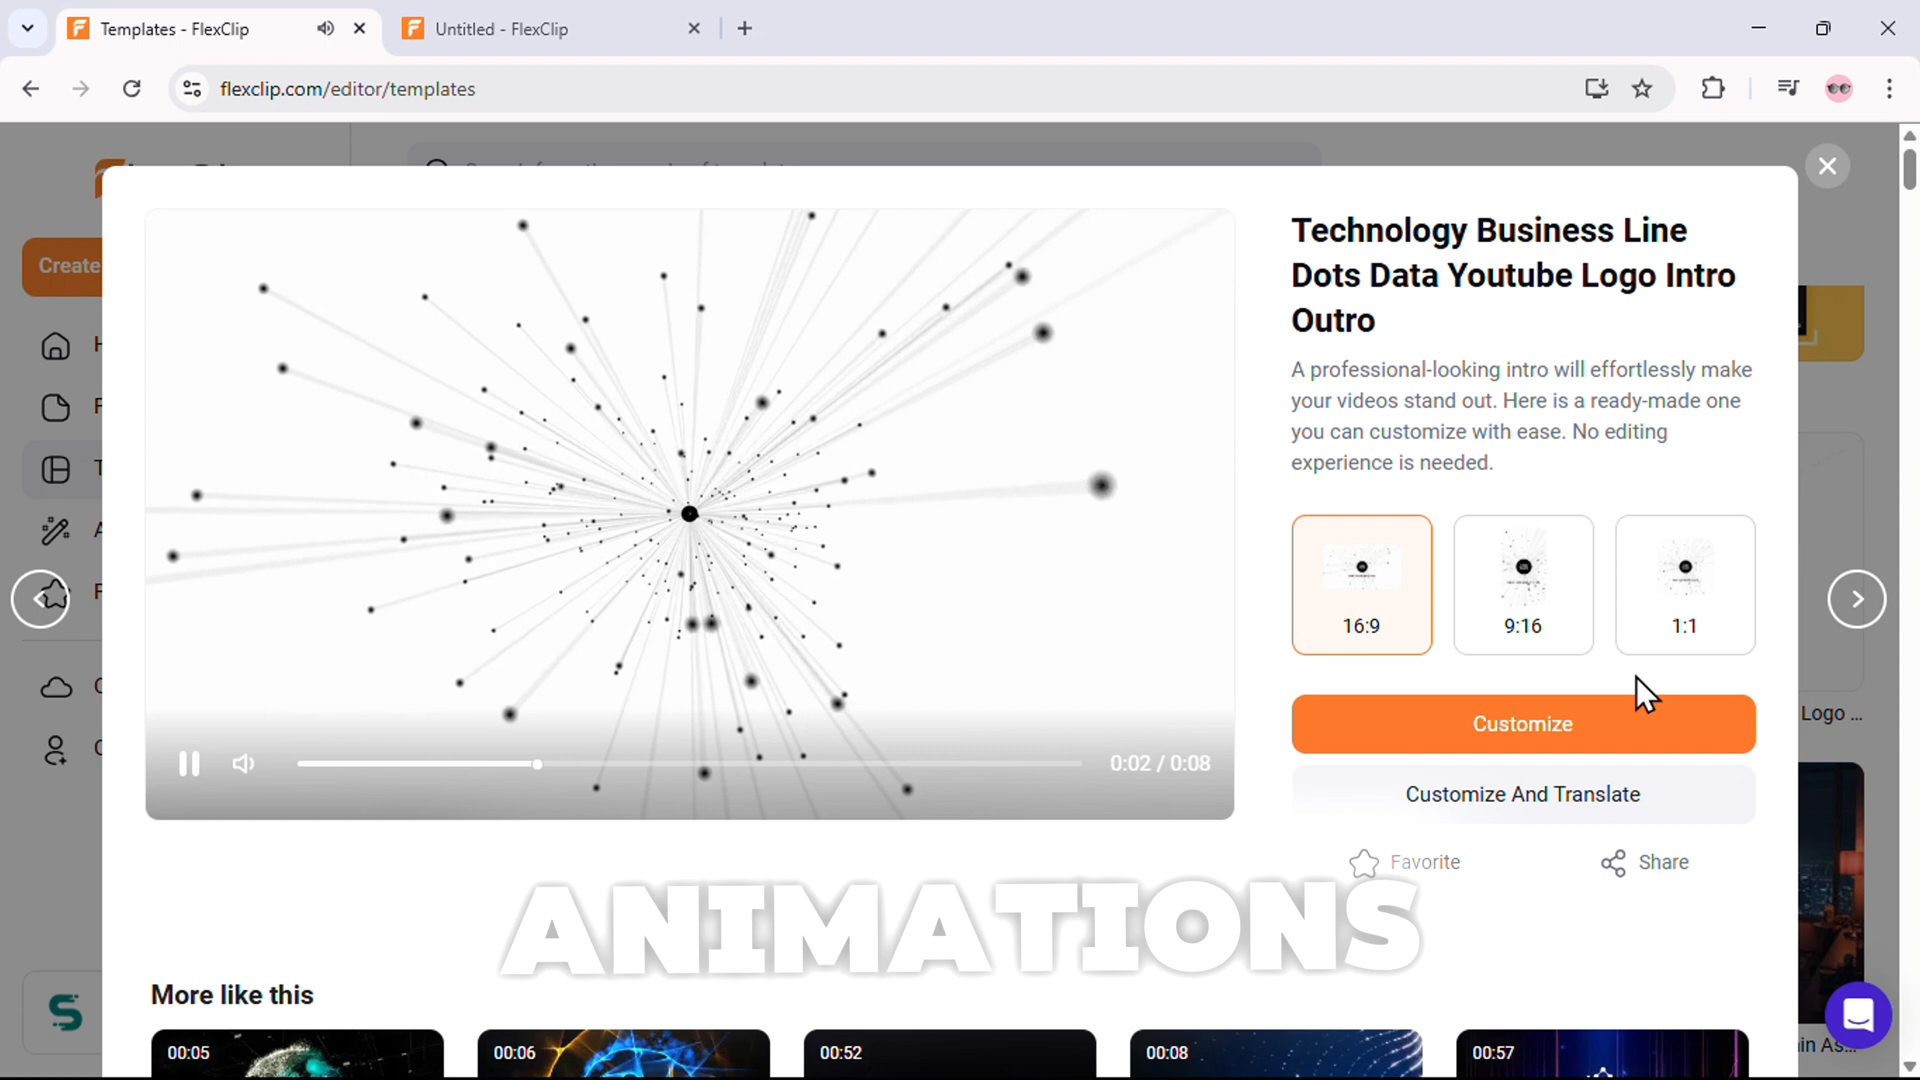 Templates - FlexClip
Untitled - FlexClip
flexclip.com/editor/templates
Create
Technology Business Line
Dots Data Youtube Logo Intro
Outro
A professional-looking intro will effortlessly make
your videos stand out. Here is a ready-made one
you can customize with ease. No editing
experience is needed.
16:9
9:16
1:1
Customize
Customize And Translate
0:02 / 0:08
Favorite
Share
Logo ...
ANIMATIONS
More like this
00:05
00:06
00:52
00:08
00:57